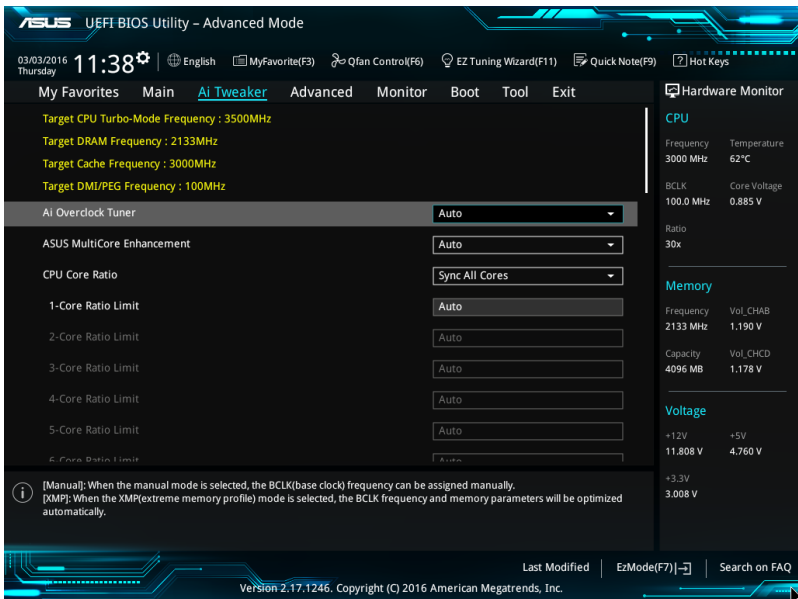 ASUS UEFI BIOS Utility – Advanced Mode
03/03/2016 Thursday 11:38 English MyFavorite(F3) Qfan Control(F6) EZ Tuning Wizard(F11) Quick Note(F9) ? Hot Keys
My Favorites Main Ai Tweaker Advanced Monitor Boot Tool Exit
Target CPU Turbo-Mode Frequency : 3500MHz
Target DRAM Frequency : 2133MHz
Target Cache Frequency : 3000MHz
Target DMI/PEG Frequency : 100MHz
Ai Overclock Tuner Auto
ASUS MultiCore Enhancement Auto
CPU Core Ratio Sync All Cores
1-Core Ratio Limit Auto
2-Core Ratio Limit Auto
3-Core Ratio Limit Auto
4-Core Ratio Limit Auto
5-Core Ratio Limit Auto
6-Core Ratio Limit Auto
[Manual]: When the manual mode is selected, the BCLK(base clock) frequency can be assigned manually.
[XMP]: When the XMP(extreme memory profile) mode is selected, the BCLK frequency and memory parameters will be optimized
automatically.
Hardware Monitor
CPU
Frequency Temperature
3000 MHz 62°C
BCLK Core Voltage
100.0 MHz 0.885 V
Ratio
30x
Memory
Frequency Vol_CHAB
2133 MHz 1.190 V
Capacity Vol_CHCD
4096 MB 1.178 V
Voltage
+12V +5V
11.808 V 4.760 V
+3.3V
3.008 V
Last Modified EzMode(F7) Search on FAQ
Version 2.17.1246. Copyright (C) 2016 American Megatrends, Inc.